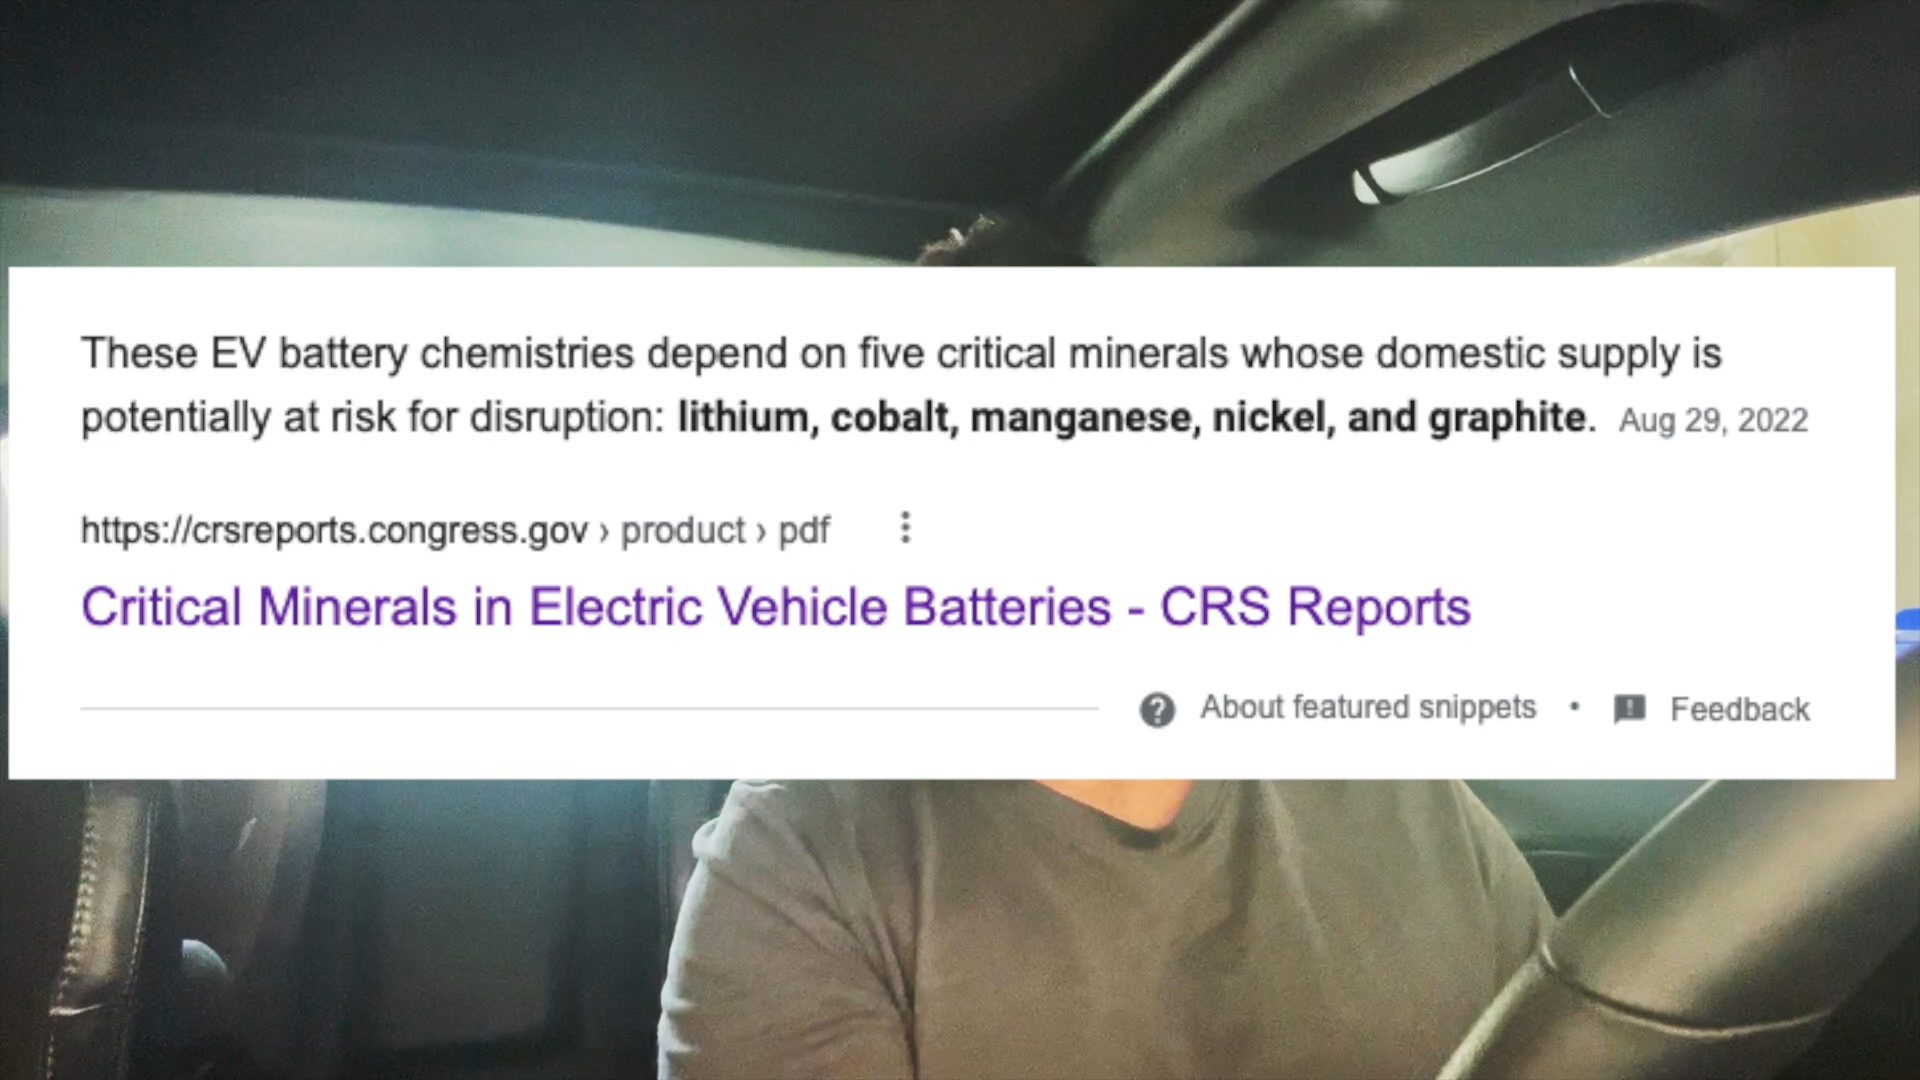 These EV battery chemistries depend on five critical minerals whose domestic supply is
potentially at risk for disruption: lithium, cobalt, manganese, nickel, and graphite. Aug 29, 2022
https://crsreports.congress.gov › product › pdf
Critical Minerals in Electric Vehicle Batteries - CRS Reports
About featured snippets • Feedback